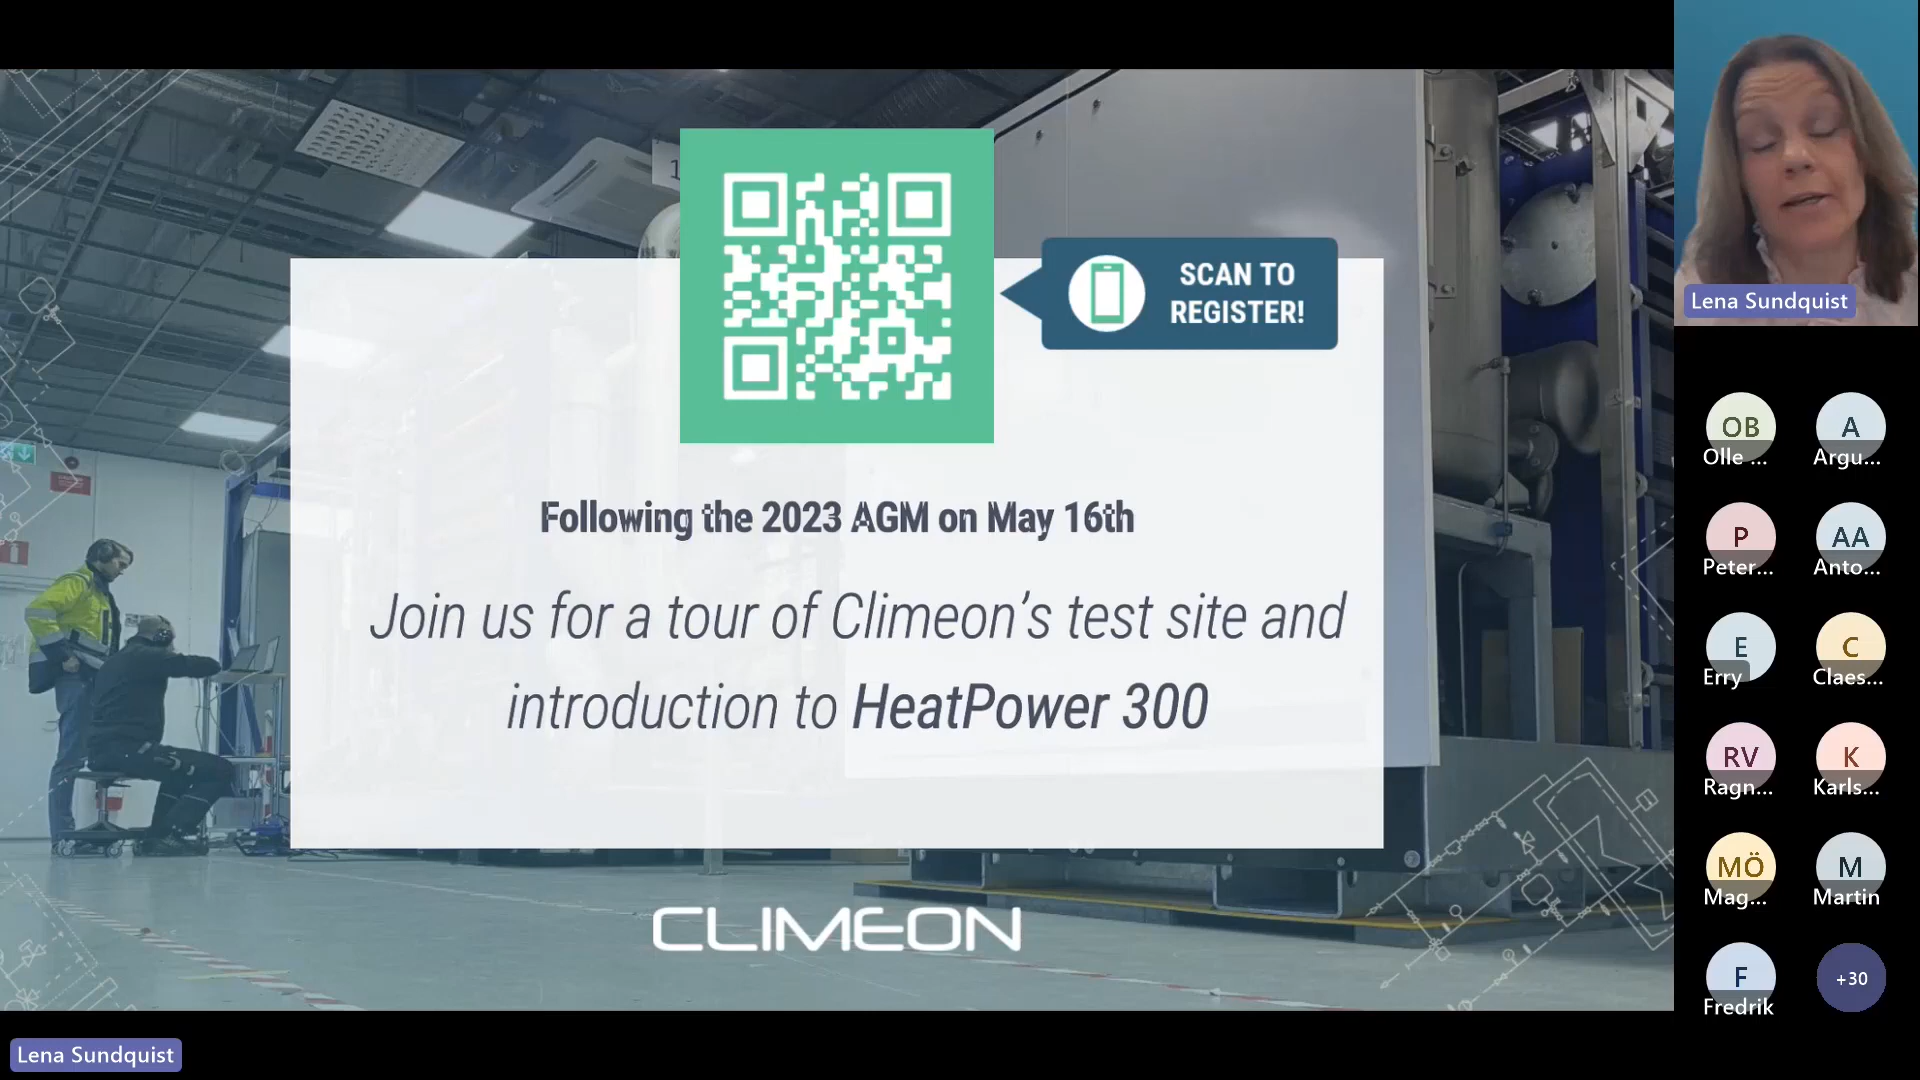 SCAN TO
REGISTER!
Following the 2023 AGM on May 16th
Join us for a tour of Climeon's test site and
introduction to HeatPower 300
CLIMEON
Lena Sundquist
Lena Sundquist
OB
Olle ...
A
Argu...
P
Peter...
AA
Anto...
E
Erry
C
Claes...
RV
Ragn...
K
Karls...
MÖ
Mag...
M
Martin
F
Fredrik
+30